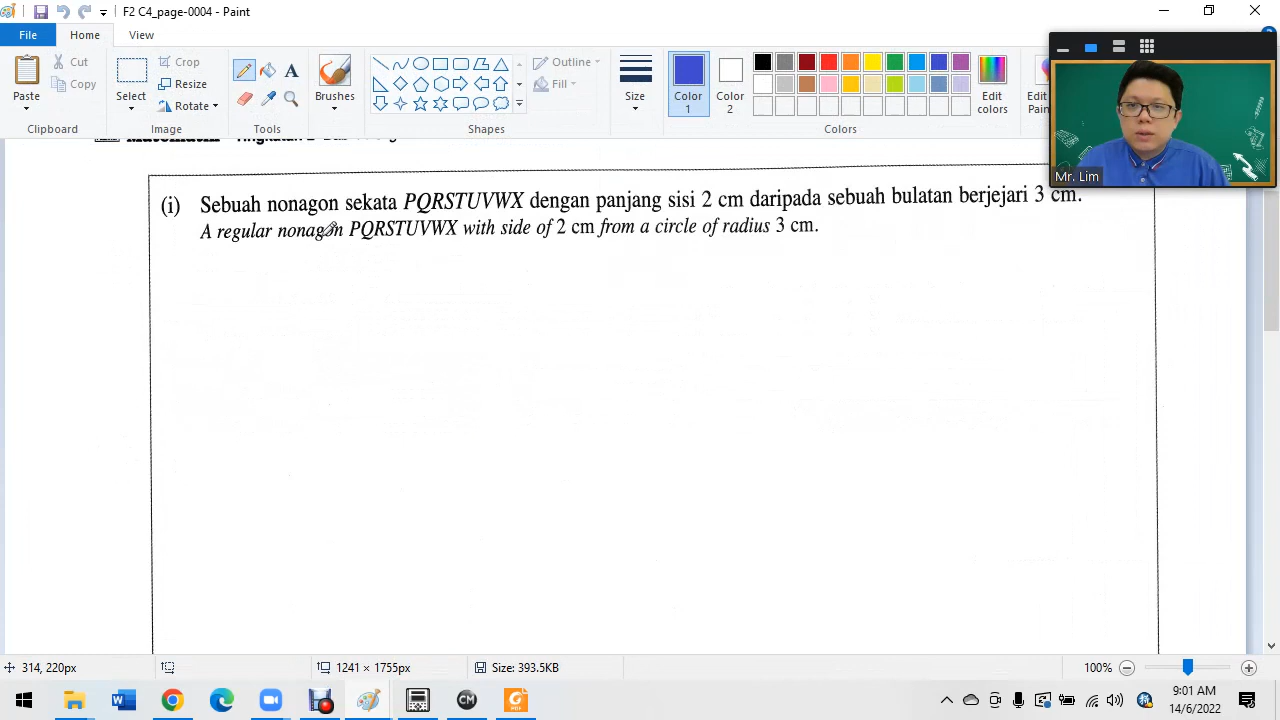 F2 C4_page-0004 - Paint
File Home View
Paste
Cut
Copy
Clipboard
Select
Crop
Resize
Rotate
Image
A
Tools
Brushes
Outline
Fill
Shapes
Size
Color 1
Color 2
Edit colors
Colors
Mr. Lim
(i) Sebuah nonagon sekata PQRSTUVWX dengan panjang sisi 2 cm daripada sebuah bulatan berjejari 3 cm.
A regular nonagon PQRSTUVWX with side of 2 cm from a circle of radius 3 cm.
314, 220px
1241 × 1755px
Size: 393.5KB
100%
9:01 AM
14/6/2022